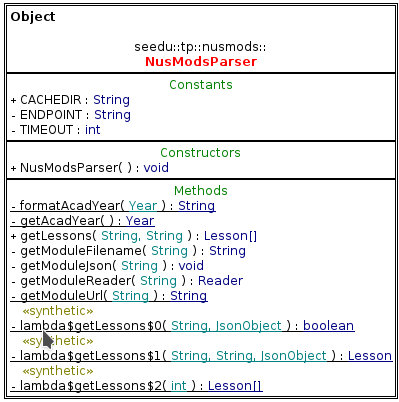 Object
seedu::tp::nusmods::
NusModsParser
Constants
+ CACHEDIR : String
- ENDPOINT : String
- TIMEOUT : int
Constructors
+ NusModsParser( ) : void
Methods
- formatAcadYear( Year ) : String
- getAcadYear( ) : Year
+ getLessons( String, String ) : Lesson[]
- getModuleFilename( String ) : String
- getModuleJson( String ) : void
- getModuleReader( String ) : Reader
- getModuleUrl( String ) : String
«synthetic»
- lambda$getLessons$0( String, JsonObject ) : boolean
«synthetic»
- lambda$getLessons$1( String, String, JsonObject ) : Lesson
«synthetic»
- lambda$getLessons$2( int ) : Lesson[]